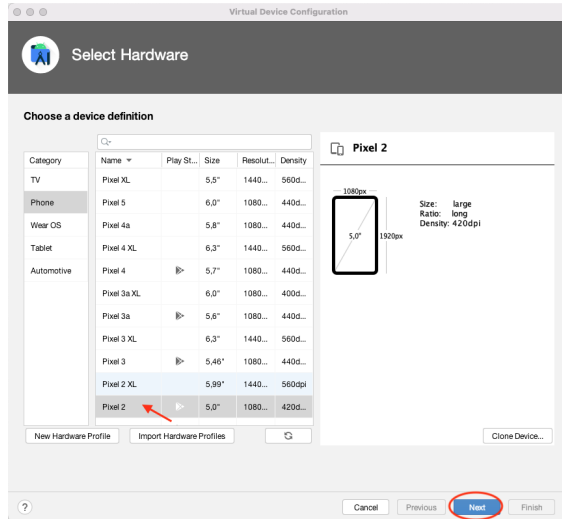 Virtual Device Configuration
Select Hardware
Choose a device definition
Category
TV
Phone
Wear OS
Tablet
Automotive
Name Play St... Size Resolut... Density
Pixel XL 5,5" 1440... 560d...
Pixel 5 6,0" 1080... 440d...
Pixel 4a 5,8" 1080... 440d...
Pixel 4 XL 6,3" 1440... 560d...
Pixel 4 5,7" 1080... 440d...
Pixel 3a XL 6,0" 1080... 400d...
Pixel 3a 5,6" 1080... 440d...
Pixel 3 XL 6,3" 1440... 560d...
Pixel 3 5,46" 1080... 440d...
Pixel 2 XL 5,99" 1440... 560dpi
Pixel 2 5,0" 1080... 420d...
New Hardware Profile Import Hardware Profiles
Pixel 2
1080px
5,0" 1920px
Size: large
Ratio: long
Density: 420dpi
Clone Device...
? Cancel Previous Next Finish